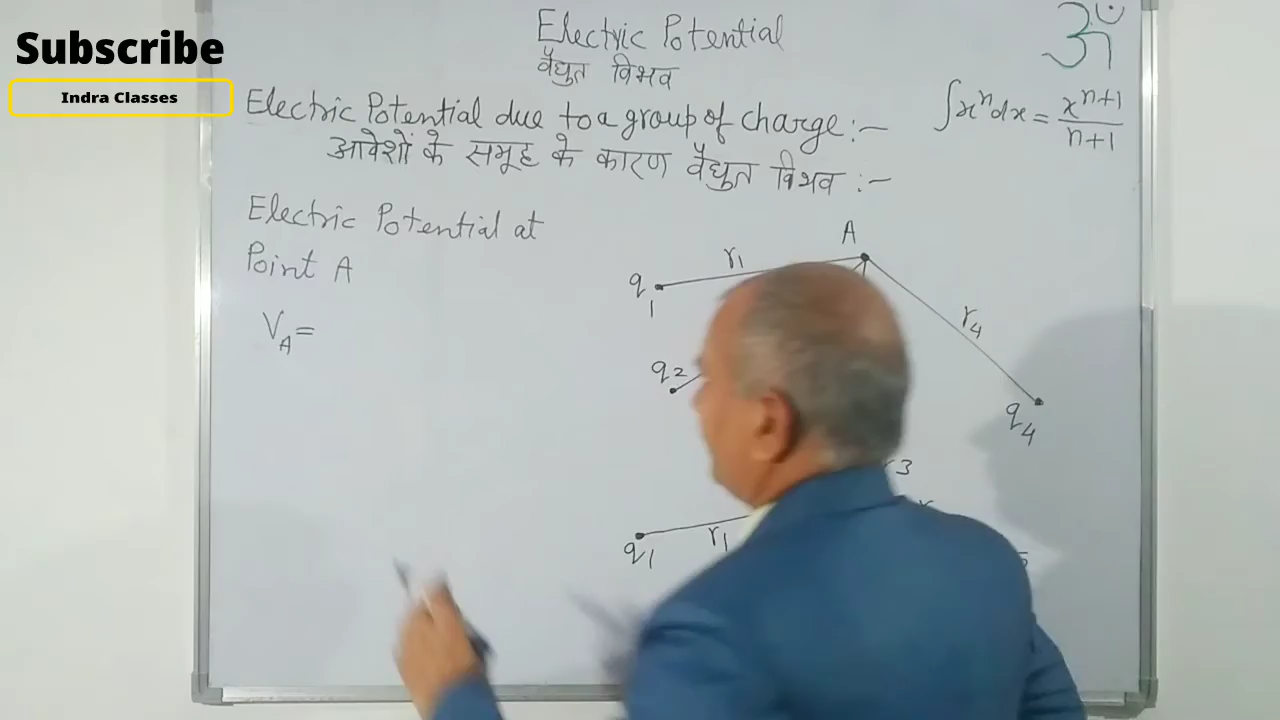 Subscribe
Indra Classes
Electric Potential
वैद्युत विभव
ॐ
Electric Potential due to a group of charge:-
आवेशों के समूह के कारण वैद्युत विभव :-
∫xⁿdx = xⁿ⁺¹/n+1
Electric Potential at
Point A
V_A=
A
r₁
q₁
r₄
q₂
q₄
r₃
q₁
r₁